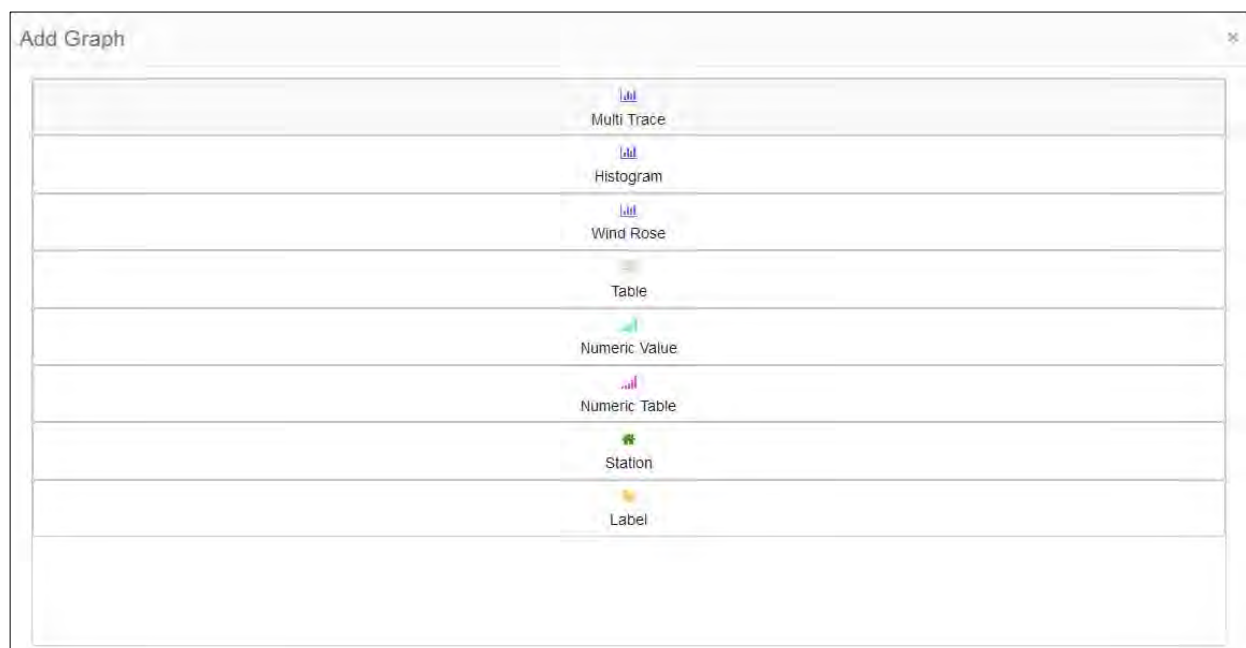 Add Graph
Multi Trace
Histogram
Wind Rose
Table
Numeric Value
Numeric Table
Station
Label